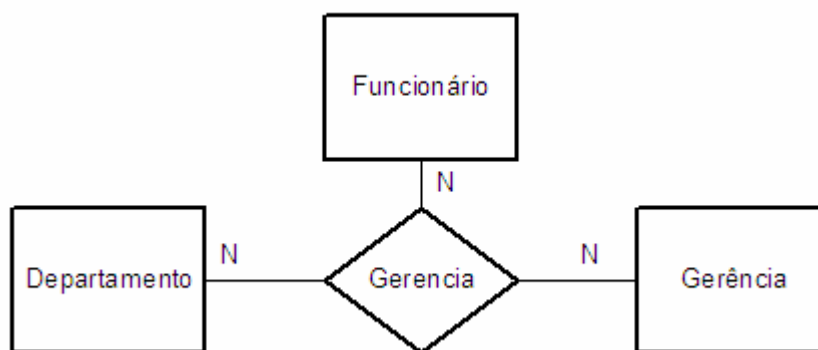 Funcionário
N
Departamento
N
Gerencia
N
Gerência